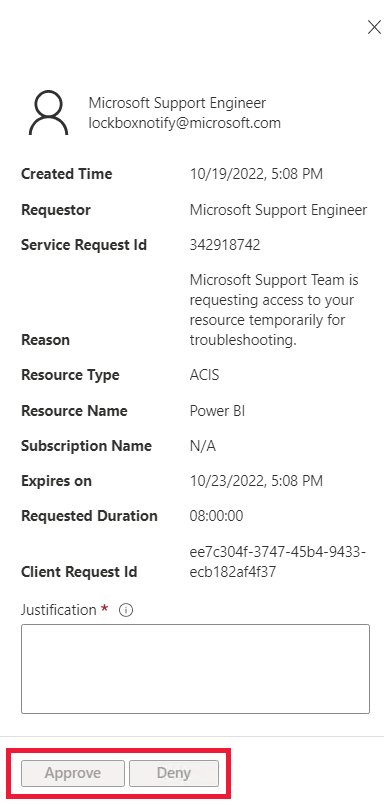 Microsoft Support Engineer
lockboxnotify@microsoft.com
Created Time 10/19/2022, 5:08 PM
Requestor Microsoft Support Engineer
Service Request Id 342918742
Microsoft Support Team is
requesting access to your
resource temporarily for
Reason troubleshooting.
Resource Type ACIS
Resource Name Power BI
Subscription Name N/A
Expires on 10/23/2022, 5:08 PM
Requested Duration 08:00:00
ee7c304f-3747-45b4-9433-
Client Request Id ecb182af4f37
Justification *
Approve Deny